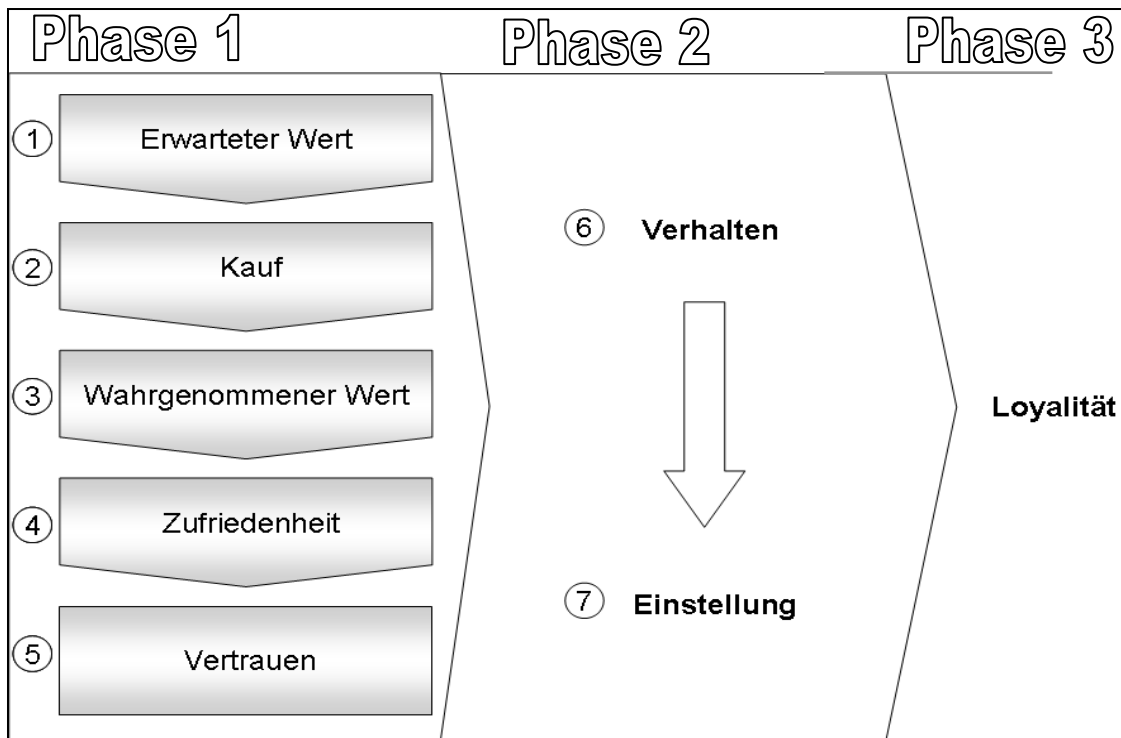 Phase 1
Phase 2
Phase 3
1 Erwarteter Wert
2 Kauf
3 Wahrgenommener Wert
4 Zufriedenheit
5 Vertrauen
6 Verhalten
7 Einstellung
Loyalität